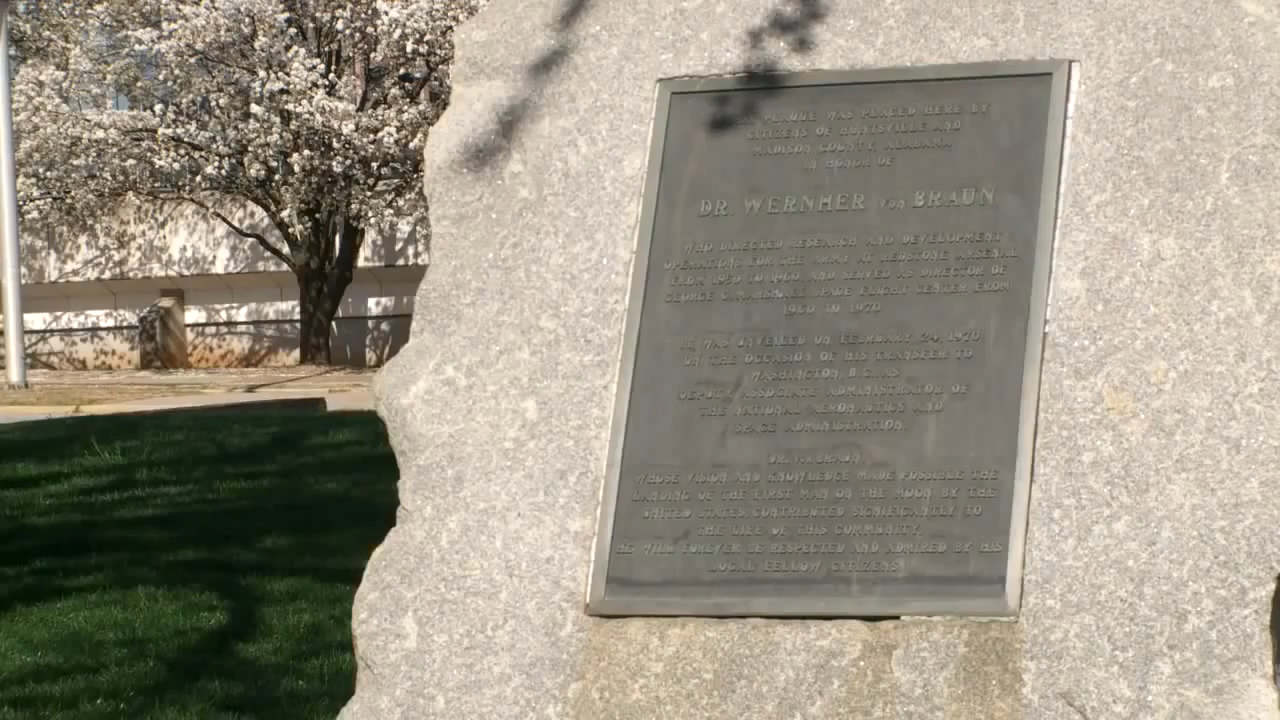 PLAQUE WAS PLACED HERE BY
CITIZENS OF HUNTSVILLE AND
MADISON COUNTY, ALABAMA
IN HONOR OF
DR. WERNHER von BRAUN
WHO DIRECTED RESEARCH AND DEVELOPMENT
OPERATIONS FOR THE ARMY AT REDSTONE ARSENAL
FROM 1950 TO 1960, AND SERVED AS DIRECTOR OF
GEORGE C. MARSHALL SPACE FLIGHT CENTER FROM
1960 TO 1970
IT WAS UNVEILED ON FEBRUARY 24, 1970
ON THE OCCASION OF HIS TRANSFER TO
WASHINGTON, D.C. AS
DEPUTY ASSOCIATE ADMINISTRATOR OF
THE NATIONAL AERONAUTICS AND
SPACE ADMINISTRATION
DR. von BRAUN,
WHOSE VISION AND KNOWLEDGE MADE POSSIBLE THE
LANDING OF THE FIRST MAN ON THE MOON BY THE
UNITED STATES, CONTRIBUTED SIGNIFICANTLY TO
THE LIFE OF THIS COMMUNITY.
HE WILL FOREVER BE RESPECTED AND ADMIRED BY HIS
LOCAL FELLOW CITIZENS.